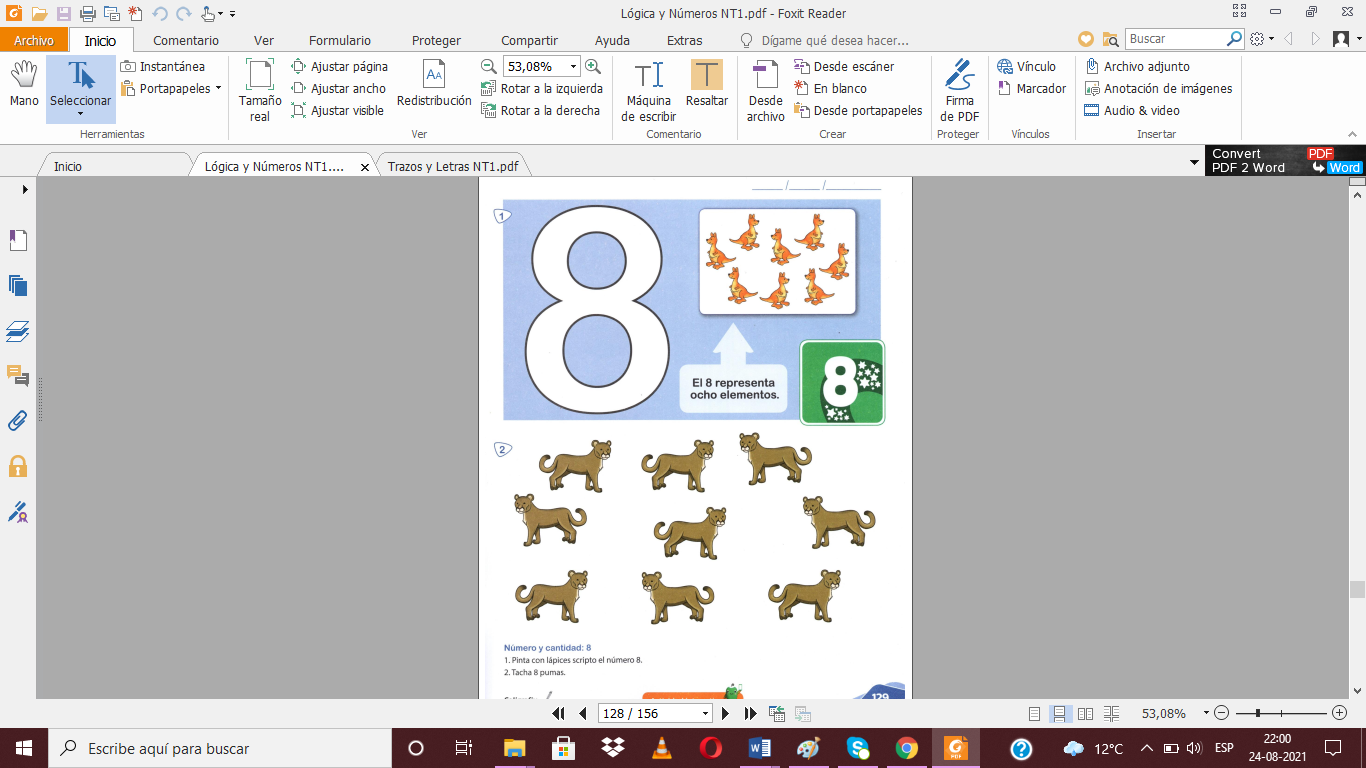 Lógica y Números NT1.pdf - Foxit Reader
Archivo Inicio Comentario Ver Formulario Proteger Compartir Ayuda Extras Dígame qué desea hacer... Buscar
Mano
Seleccionar
Instantánea
Portapapeles
Herramientas
Tamaño
real
Ajustar página
Ajustar ancho
Ajustar visible
Redistribución
53,08%
Rotar a la izquierda
Rotar a la derecha
Ver
Máquina
de escribir
Resaltar
Comentario
Desde
archivo
Desde escáner
En blanco
Desde portapapeles
Crear
Firma
de PDF
Proteger
Vínculo
Marcador
Vínculos
Archivo adjunto
Anotación de imágenes
Audio & video
Insertar
Inicio
Lógica y Números NT1....
Trazos y Letras NT1.pdf
Convert PDF
PDF 2 Word Word
______ /______ /___________
1
8
El 8 representa
ocho elementos.
8
2
Número y cantidad: 8
1. Pinta con lápices scripto el número 8.
2. Tacha 8 pumas.
129
128 / 156
53,08%
Escribe aquí para buscar
12°C
ESP
22:00
24-08-2021